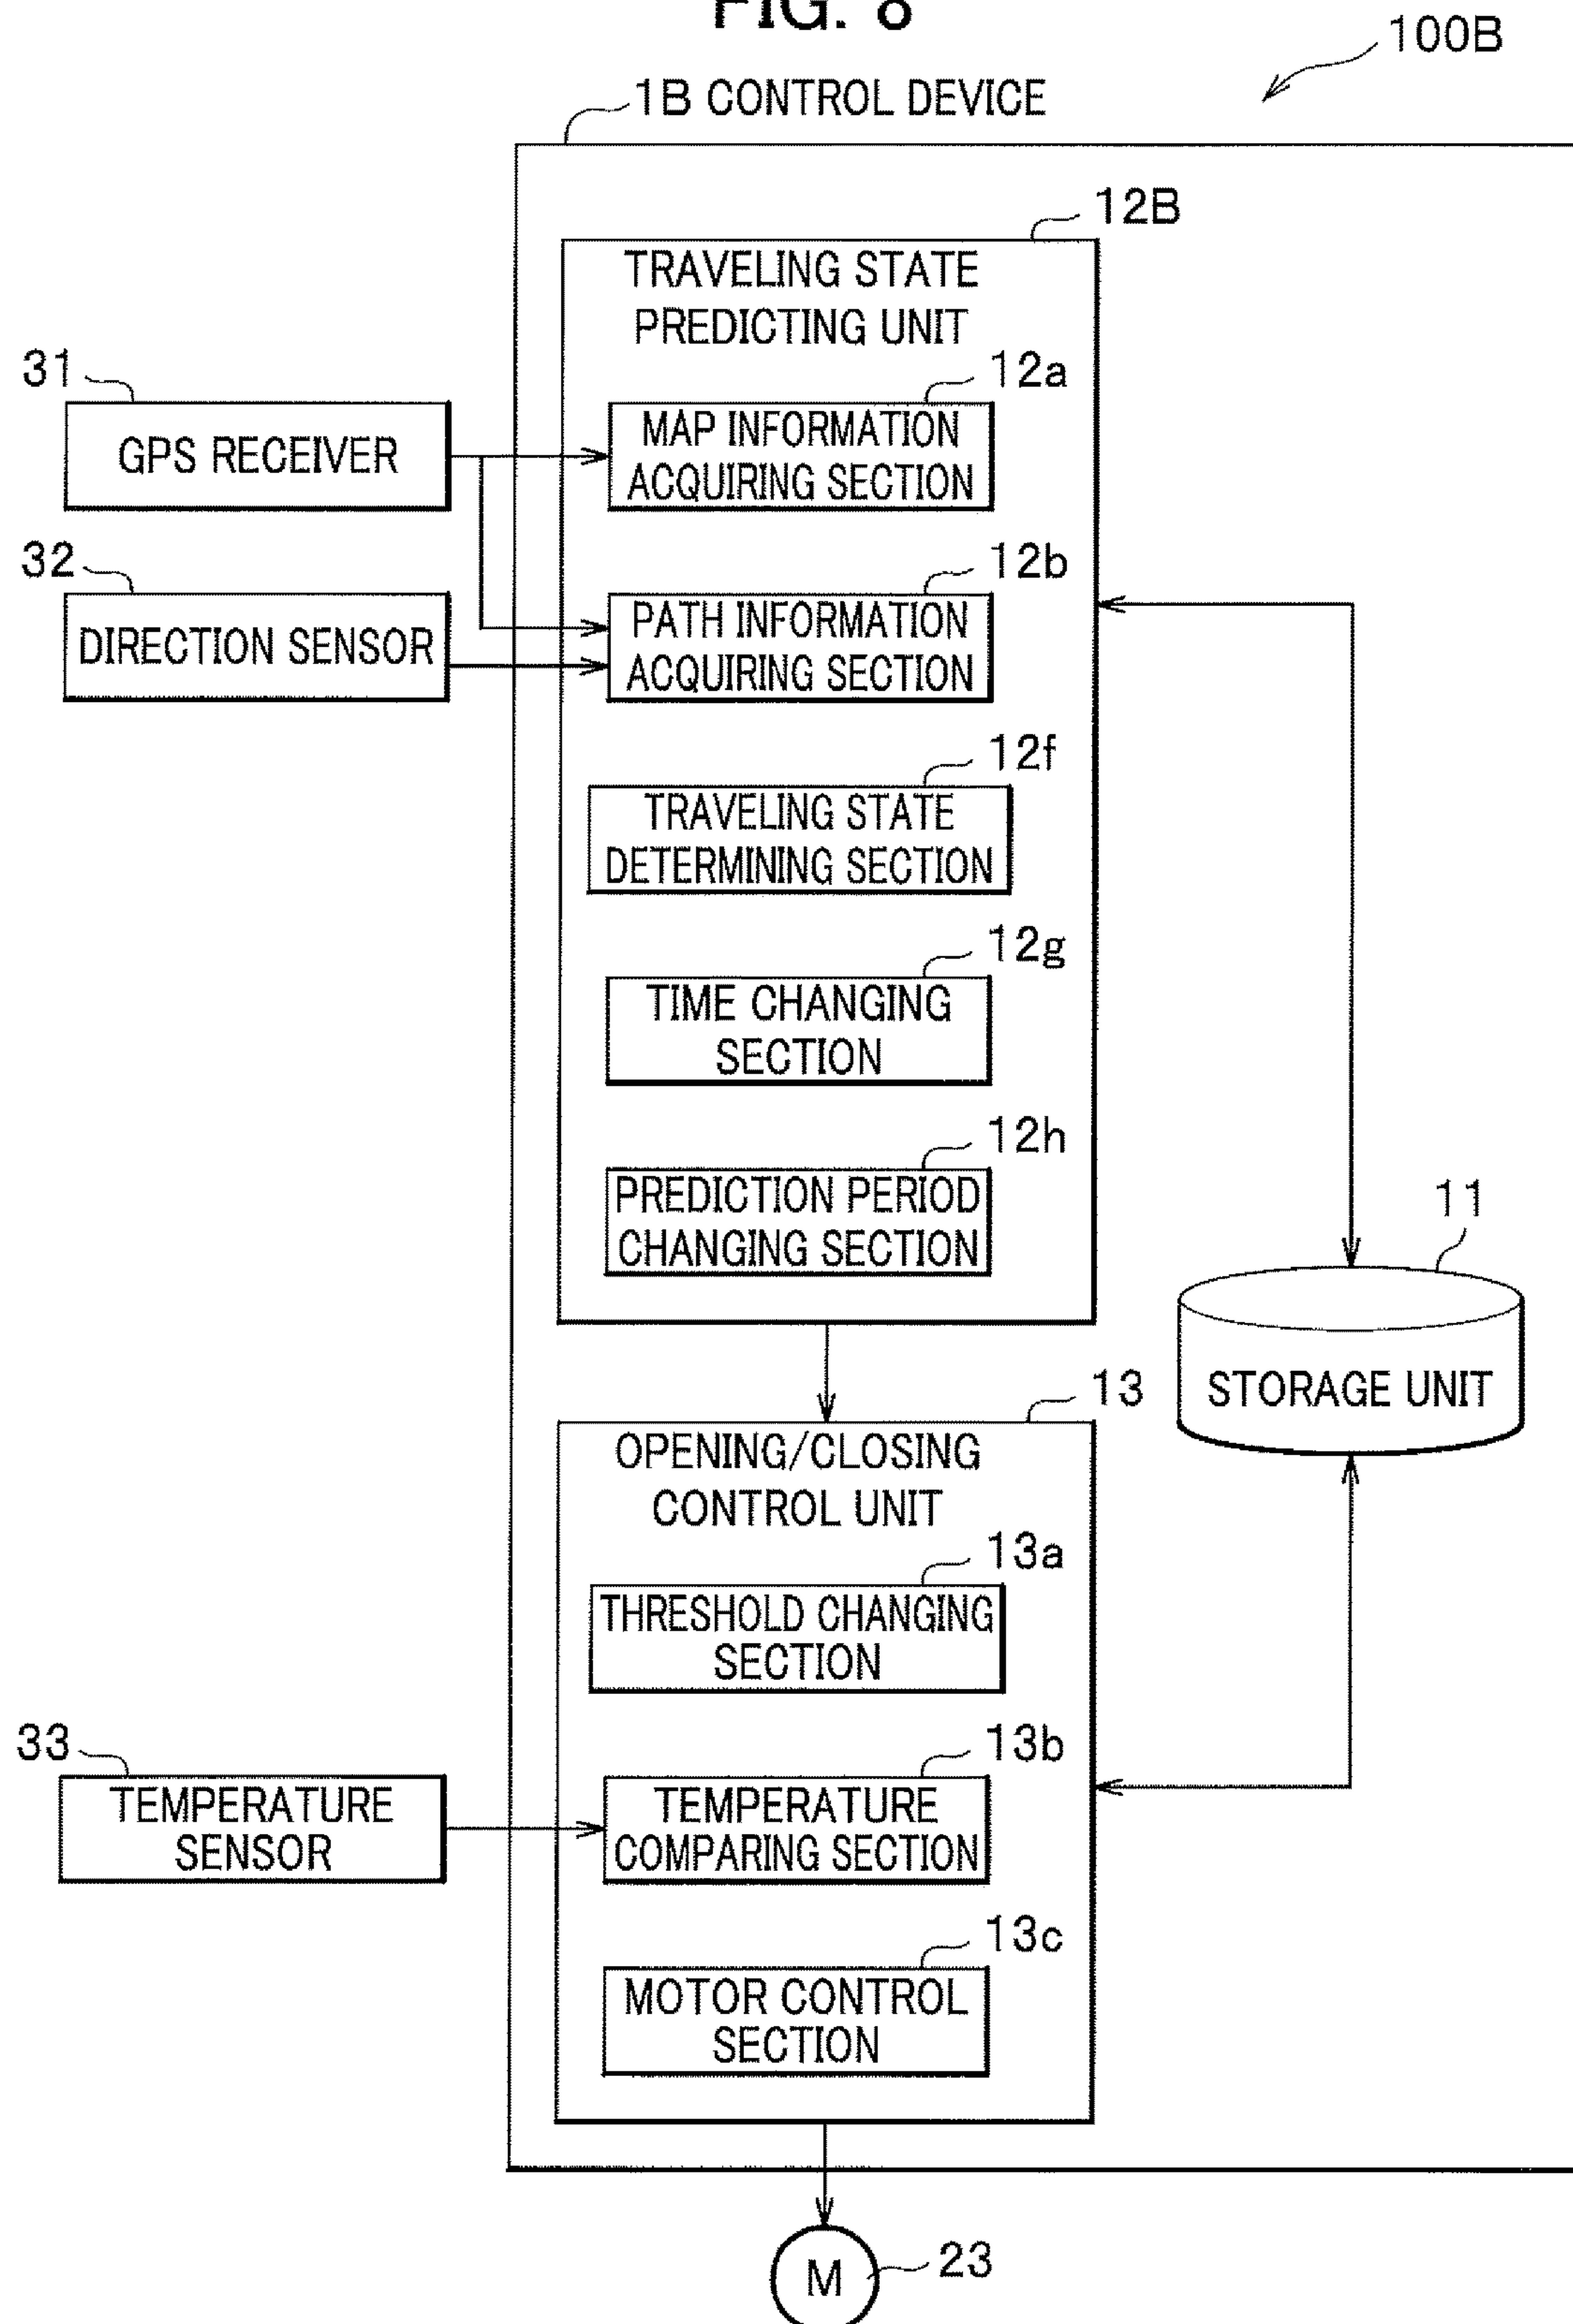 FIG. 8
100B
1B CONTROL DEVICE
12B
TRAVELING STATE
PREDICTING UNIT
31
GPS RECEIVER
12a
MAP INFORMATION
ACQUIRING SECTION
32
DIRECTION SENSOR
12b
PATH INFORMATION
ACQUIRING SECTION
12f
TRAVELING STATE
DETERMINING SECTION
12g
TIME CHANGING
SECTION
12h
PREDICTION PERIOD
CHANGING SECTION
11
STORAGE UNIT
13
OPENING/CLOSING
CONTROL UNIT
13a
THRESHOLD CHANGING
SECTION
33
TEMPERATURE
SENSOR
13b
TEMPERATURE
COMPARING SECTION
13c
MOTOR CONTROL
SECTION
M
23